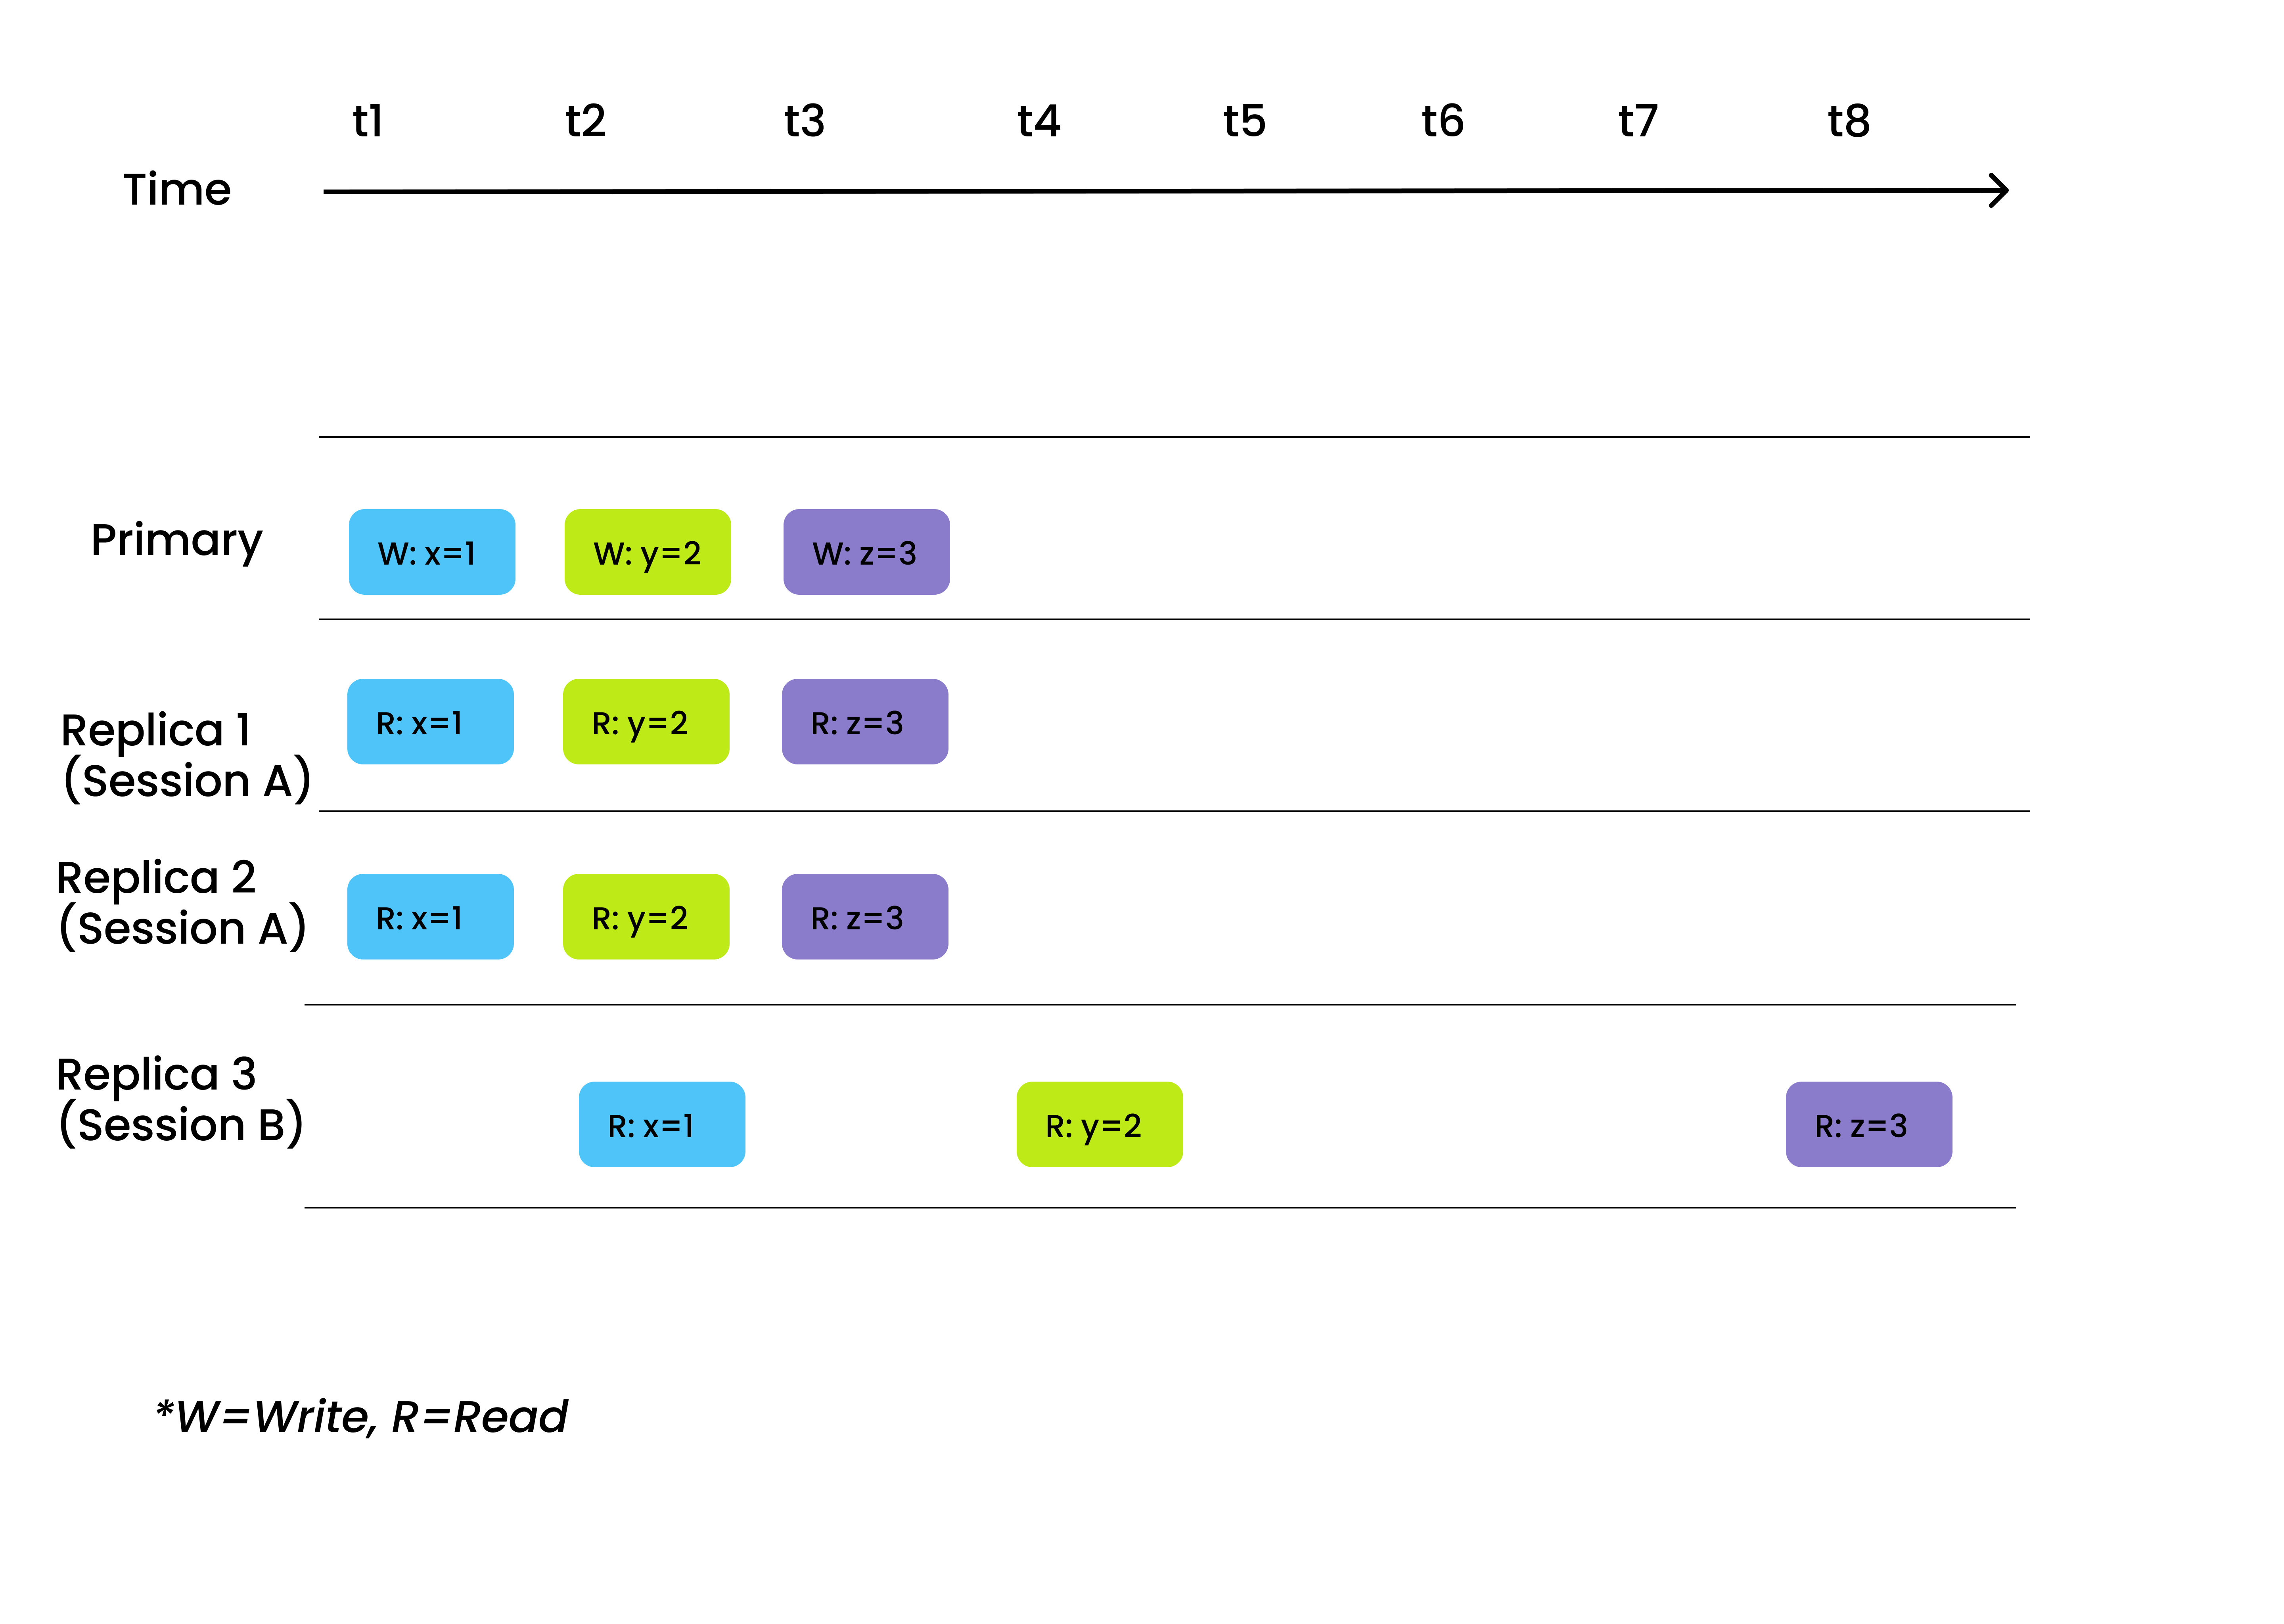 t1 t2 t3 t4 t5 t6 t7 t8
Time
Primary
W: x=1 W: y=2 W: z=3
Replica 1
(Session A)
R: x=1 R: y=2 R: z=3
Replica 2
(Session A)
R: x=1 R: y=2 R: z=3
Replica 3
(Session B)
R: x=1 R: y=2 R: z=3
*W=Write, R=Read